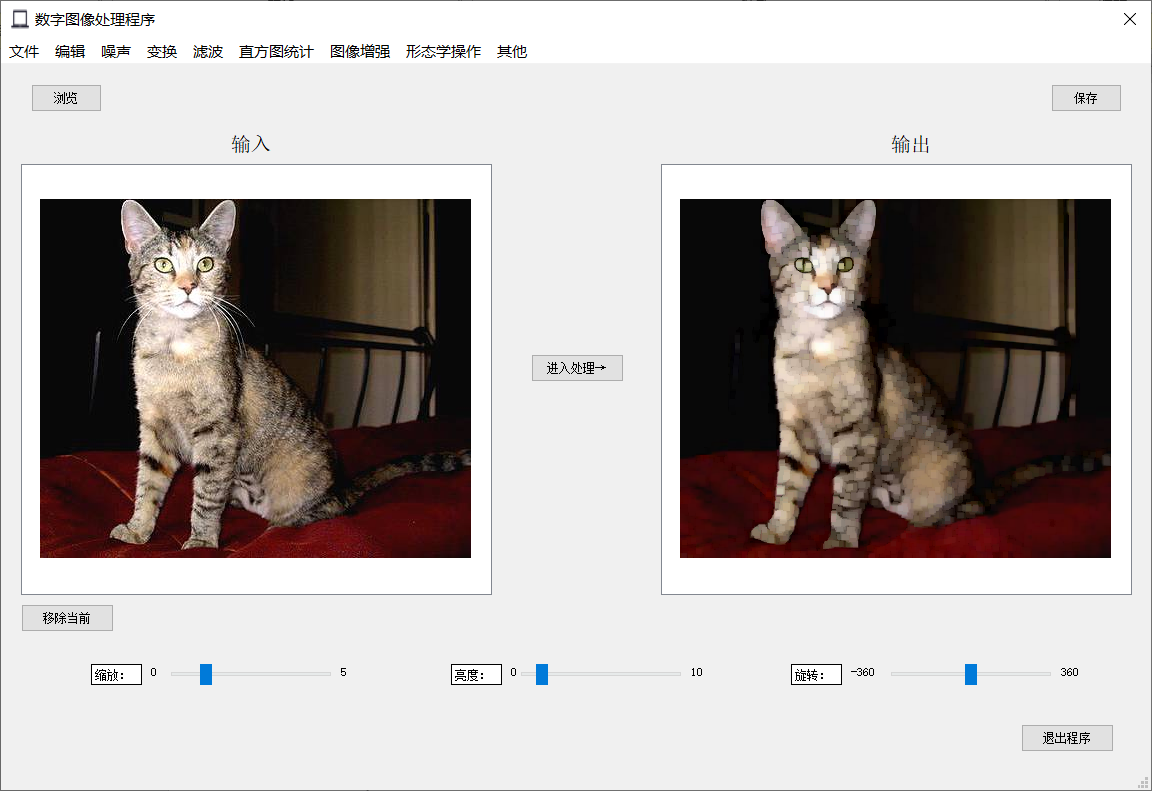 数字图像处理程序
文件 编辑 噪声 变换 滤波 直方图统计 图像增强 形态学操作 其他
浏览 保存
输入 输出
进入处理→
移除当前
缩放： 0 5 亮度： 0 10 旋转： -360 360
退出程序